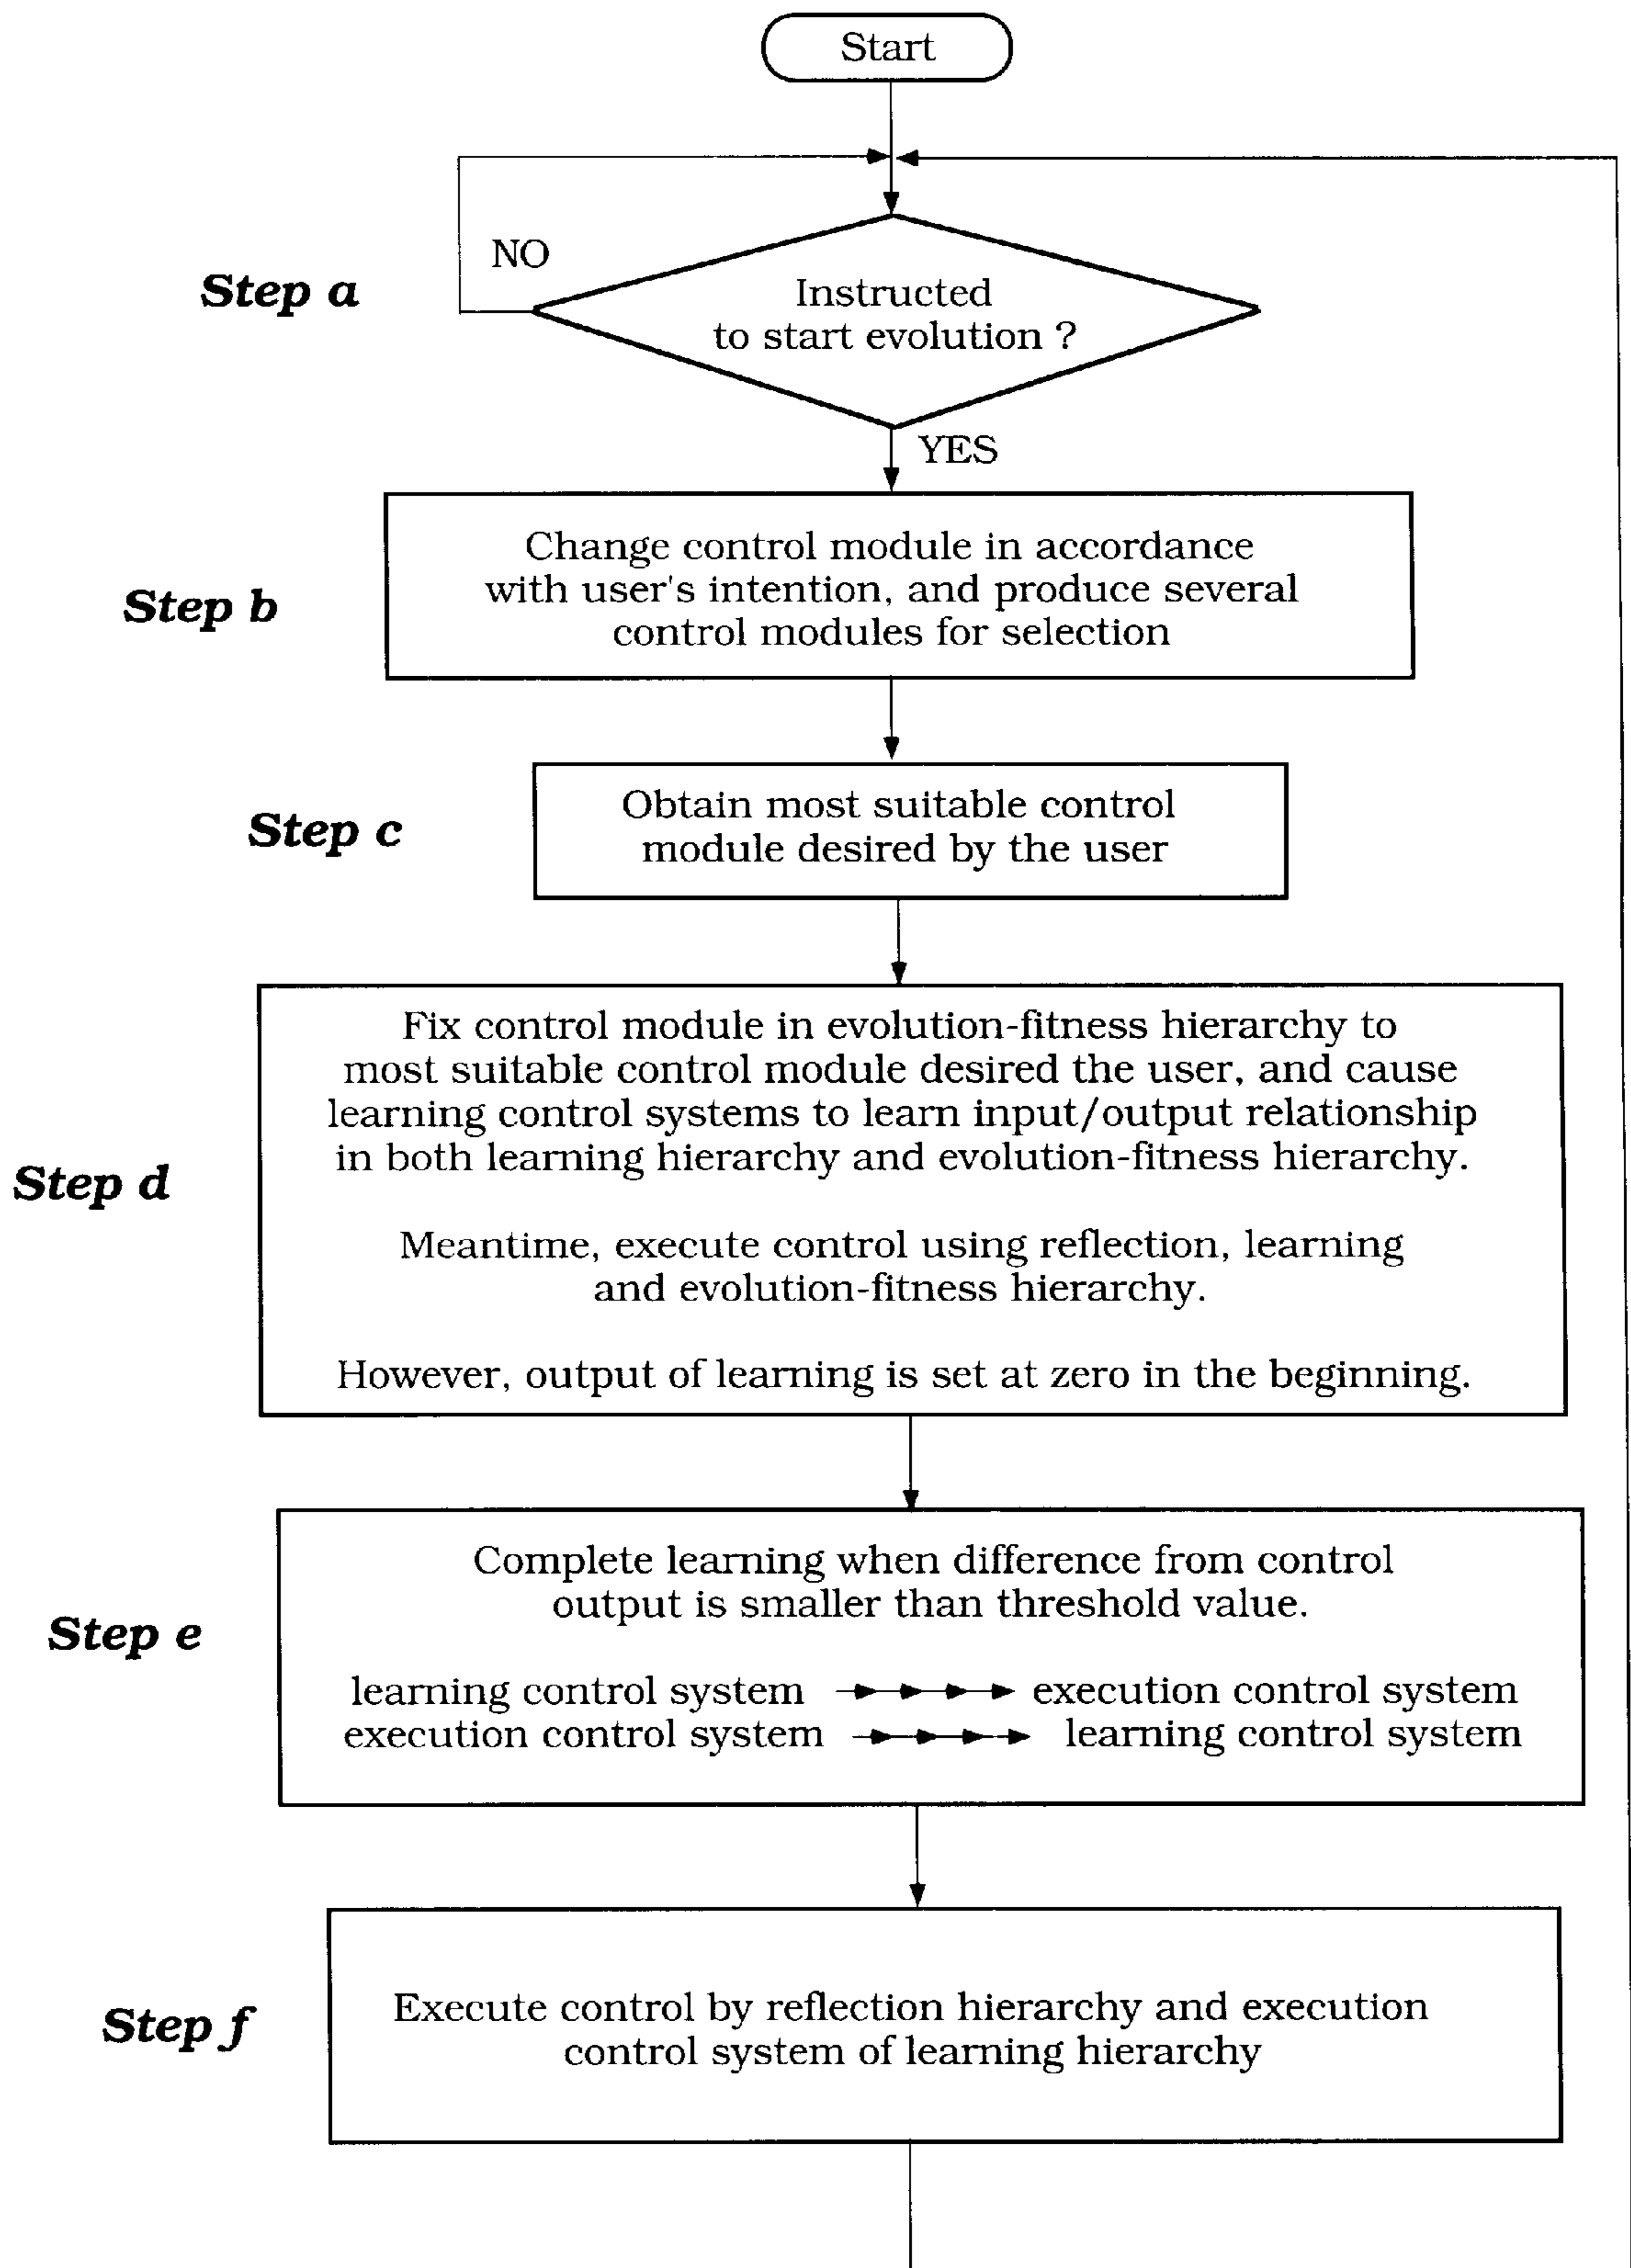 Start
NO
Step a
Instructed
to start evolution ?
YES
Step b
Change control module in accordance
with user's intention, and produce several
control modules for selection
Step c
Obtain most suitable control
module desired by the user
Step d
Fix control module in evolution-fitness hierarchy to
most suitable control module desired the user, and cause
learning control systems to learn input/output relationship
in both learning hierarchy and evolution-fitness hierarchy.
Meantime, execute control using reflection, learning
and evolution-fitness hierarchy.
However, output of learning is set at zero in the beginning.
Step e
Complete learning when difference from control
output is smaller than threshold value.
learning control system execution control system
execution control system learning control system
Step f
Execute control by reflection hierarchy and execution
control system of learning hierarchy